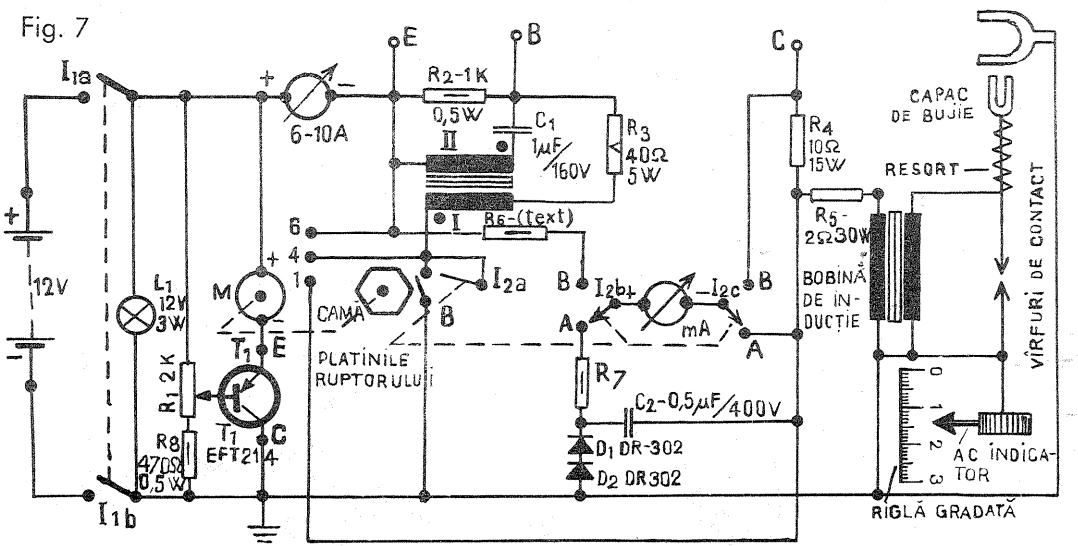 Fig. 7
I1a
+
12V
-
I1b
L1
12V
3W
R1 2K
R8
470Ω
0,5W
+
-
6-10A
M
+
T1
E
T1
C
EFT214
E
B
R2-1K
0,5W
II
C1
1µF/160V
R3
40Ω
5W
I
R6-(text)
6
4
1
CAMĂ
B
I2a
PLATINILE
RUPTORULUI
B
I2b+
-I2c
mA
A
B
A
R7
C2-0,5µF/400V
D1 DR-302
D2 DR302
C
R4
10Ω
15W
R5-
2Ω30W
BOBINĂ
DE IN-
DUCȚIE
CAPAC
DE BUJIE
RESORT
VÎRFURI DE CONTACT
0
1
2
3
AC INDICA-
TOR
RIGLĂ GRADATĂ